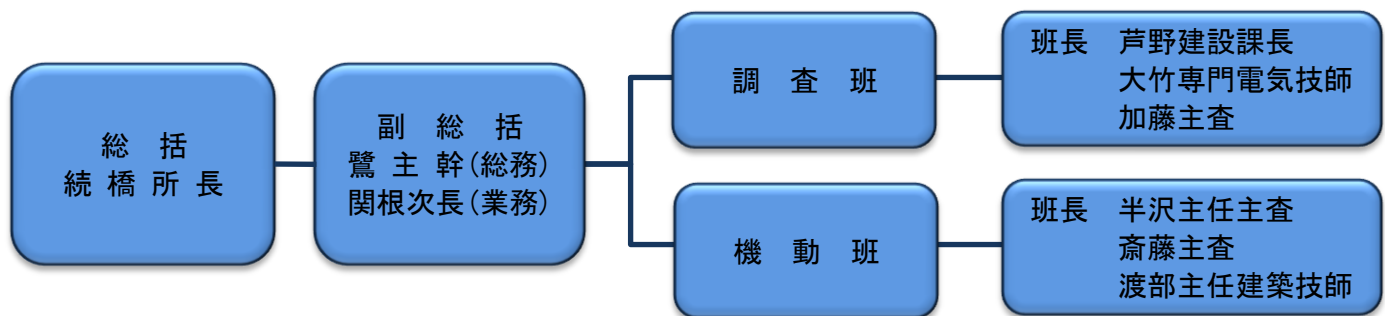 総　括
続 橋 所 長
副　総　括
鷺 主 幹（総務）
関根次長（業務）
調　査　班
班長　芦野建設課長
大竹専門電気技師
加藤主査
機　動　班
班長　半沢主任主査
斎藤主査
渡部主任建築技師